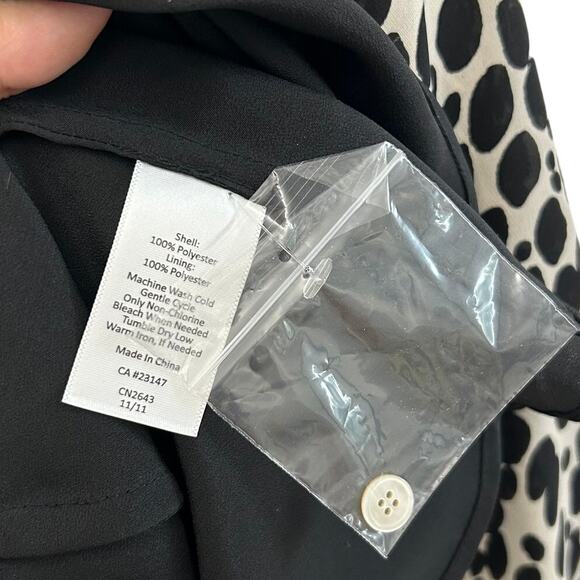 Shell:
100% Polyester
Lining:
100% Polyester
Machine Wash Cold
Gentle Cycle
Only Non-Chlorine
Bleach When Needed
Tumble Dry Low
Warm Iron, If Needed
Made In China
CA #23147
CN2643
11/11